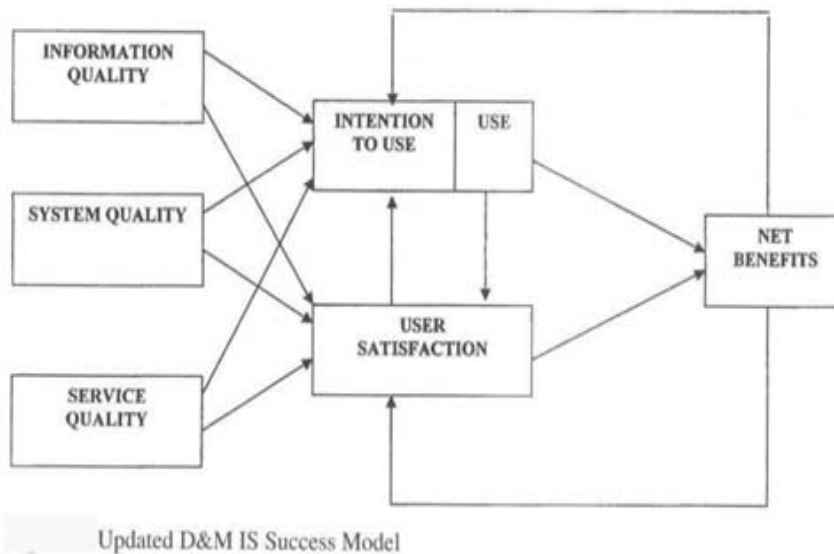 INFORMATION
QUALITY
INTENTION
TO USE
USE
SYSTEM QUALITY
NET
BENEFITS
USER
SATISFACTION
SERVICE
QUALITY
Updated D&M IS Success Model